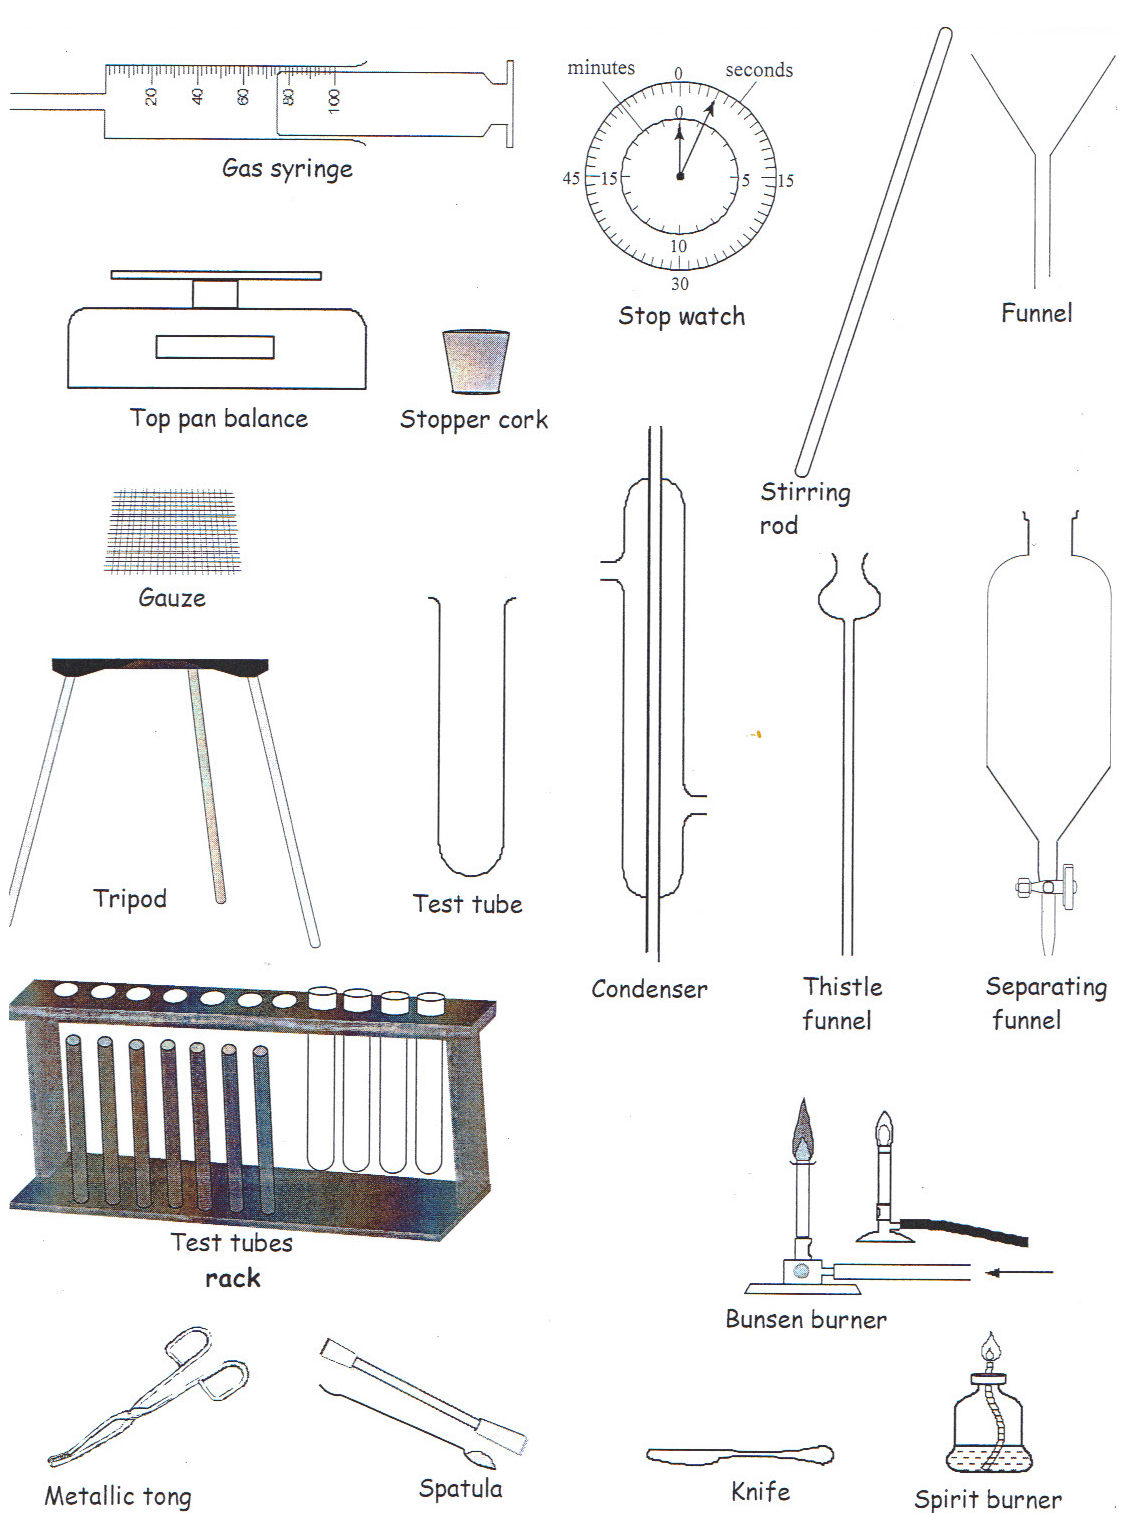 20 40 60 80 100
Gas syringe
minutes 0 seconds
0
45 15 5 15
10
30
Stop watch
Funnel
Top pan balance
Stopper cork
Stirring
rod
Gauze
Tripod
Test tube
Condenser
Thistle
funnel
Separating
funnel
Test tubes
rack
Bunsen burner
Metallic tong
Spatula
Knife
Spirit burner